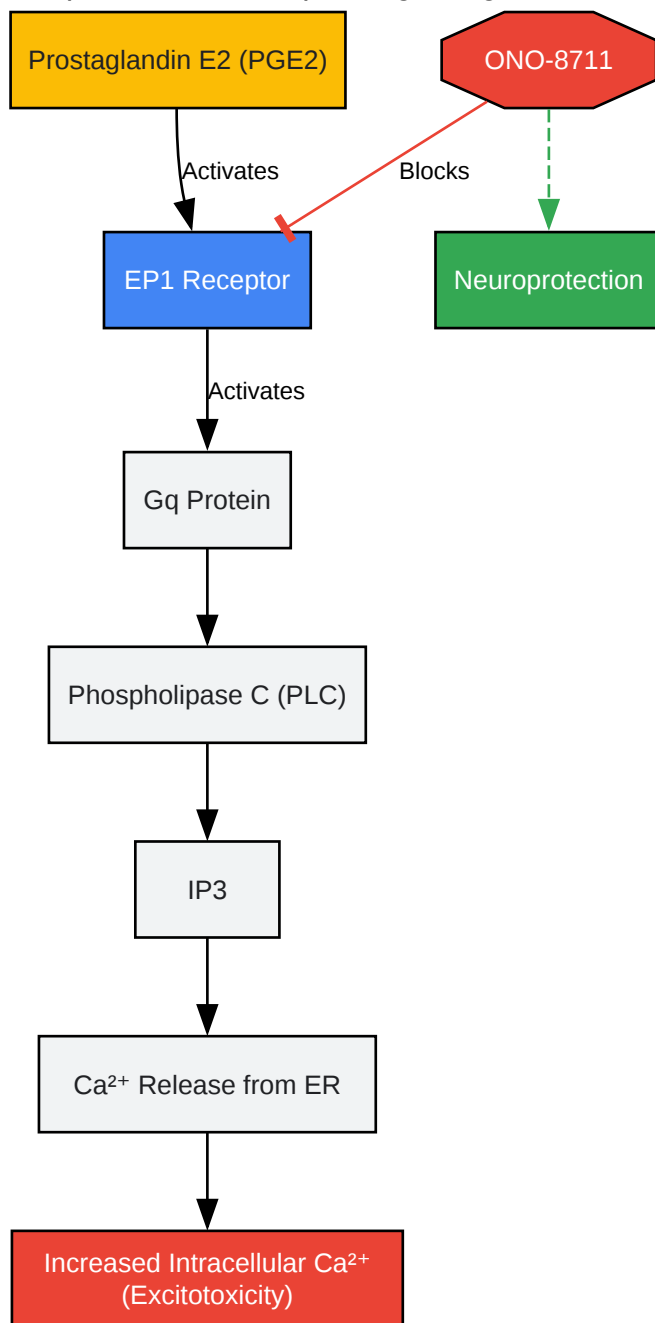 Prostaglandin E2 (PGE2)
ONO-8711
Activates
Blocks
EP1 Receptor
Neuroprotection
Activates
Gq Protein
Phospholipase C (PLC)
IP3
Ca²⁺ Release from ER
Increased Intracellular Ca²⁺
(Excitotoxicity)